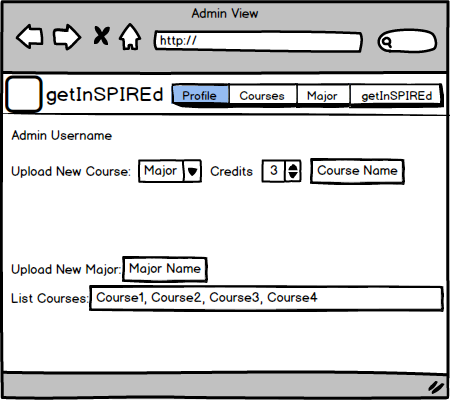 Admin View
http://
getInSPIREd Profile Courses Major getInSPIREd
Admin Username
Upload New Course: Major Credits 3 Course Name
Upload New Major: Major Name
List Courses: Course1, Course2, Course3, Course4